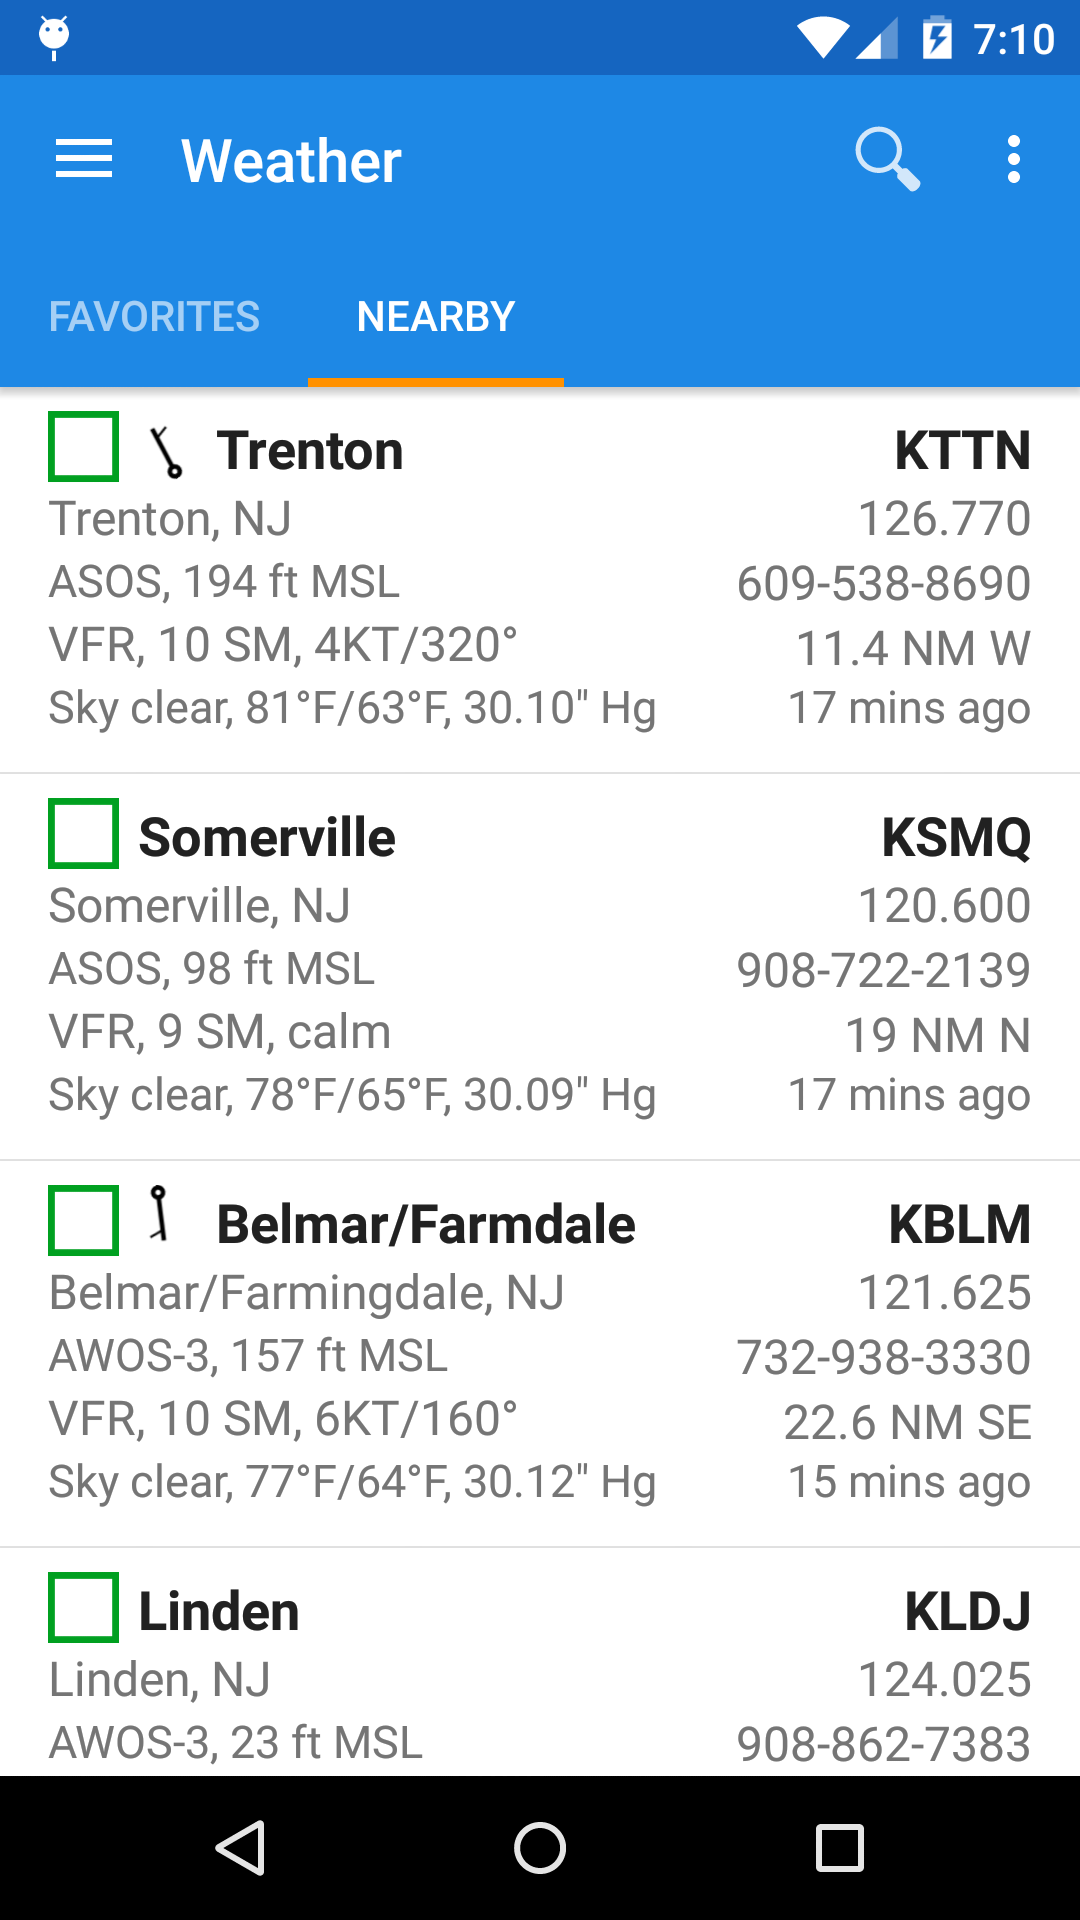 7:10
Weather
FAVORITES NEARBY
Trenton KTTN
Trenton, NJ 126.770
ASOS, 194 ft MSL 609-538-8690
VFR, 10 SM, 4KT/320° 11.4 NM W
Sky clear, 81°F/63°F, 30.10" Hg 17 mins ago
Somerville KSMQ
Somerville, NJ 120.600
ASOS, 98 ft MSL 908-722-2139
VFR, 9 SM, calm 19 NM N
Sky clear, 78°F/65°F, 30.09" Hg 17 mins ago
Belmar/Farmdale KBLM
Belmar/Farmingdale, NJ 121.625
AWOS-3, 157 ft MSL 732-938-3330
VFR, 10 SM, 6KT/160° 22.6 NM SE
Sky clear, 77°F/64°F, 30.12" Hg 15 mins ago
Linden KLDJ
Linden, NJ 124.025
AWOS-3, 23 ft MSL 908-862-7383